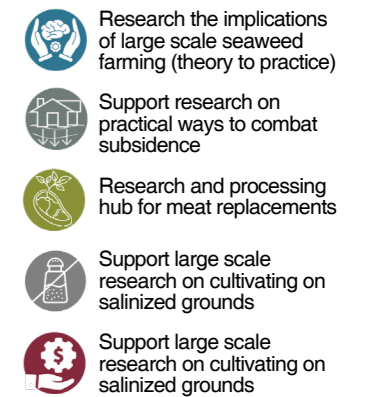 Research the implications
of large scale seaweed
farming (theory to practice)
Support research on
practical ways to combat
subsidence
Research and processing
hub for meat replacements
Support large scale
research on cultivating on
salinized grounds
Support large scale
research on cultivating on
salinized grounds